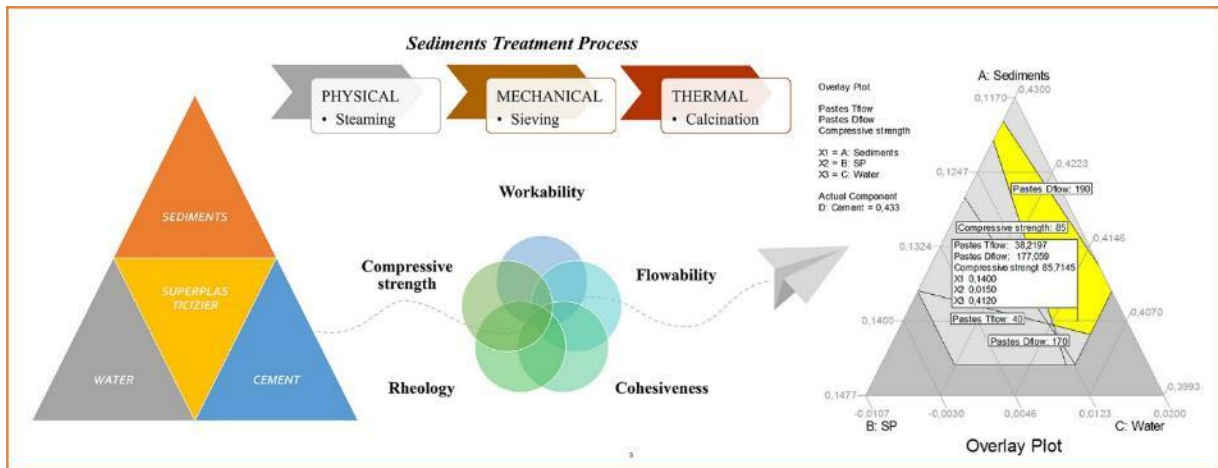 Sediments Treatment Process
PHYSICAL
• Steaming
MECHANICAL
• Sieving
THERMAL
• Calcination
SEDIMENTS
SUPERPLAS
TICIZIER
WATER
CEMENT
Workability
Compressive
strength
Flowability
Rheology
Cohesiveness
Overlay Plot
Pastes Tflow
Pastes Dflow
Compressive strength
X1 = A: Sediments
X2 = B: SP
X3 = C: Water
Actual Component
D: Cement = 0,433
A: Sediments
0,1170
0,4300
0,1247
0,4223
Pastes Dflow: 190
Compressive strength: 85
0,1324
0,4146
Pastes Tflow: 38,2197
Pastes Dflow: 177,059
Compressive strengt 85,7145
X1 0,1400
X2 0,0150
X3 0,4120
Pastes Tflow: 40
0,1400
0,4070
Pastes Dflow: 170
0,1477
0,3993
-0,0107
-0,0030
0,0046
0,0123
0,0200
B: SP
C: Water
Overlay Plot